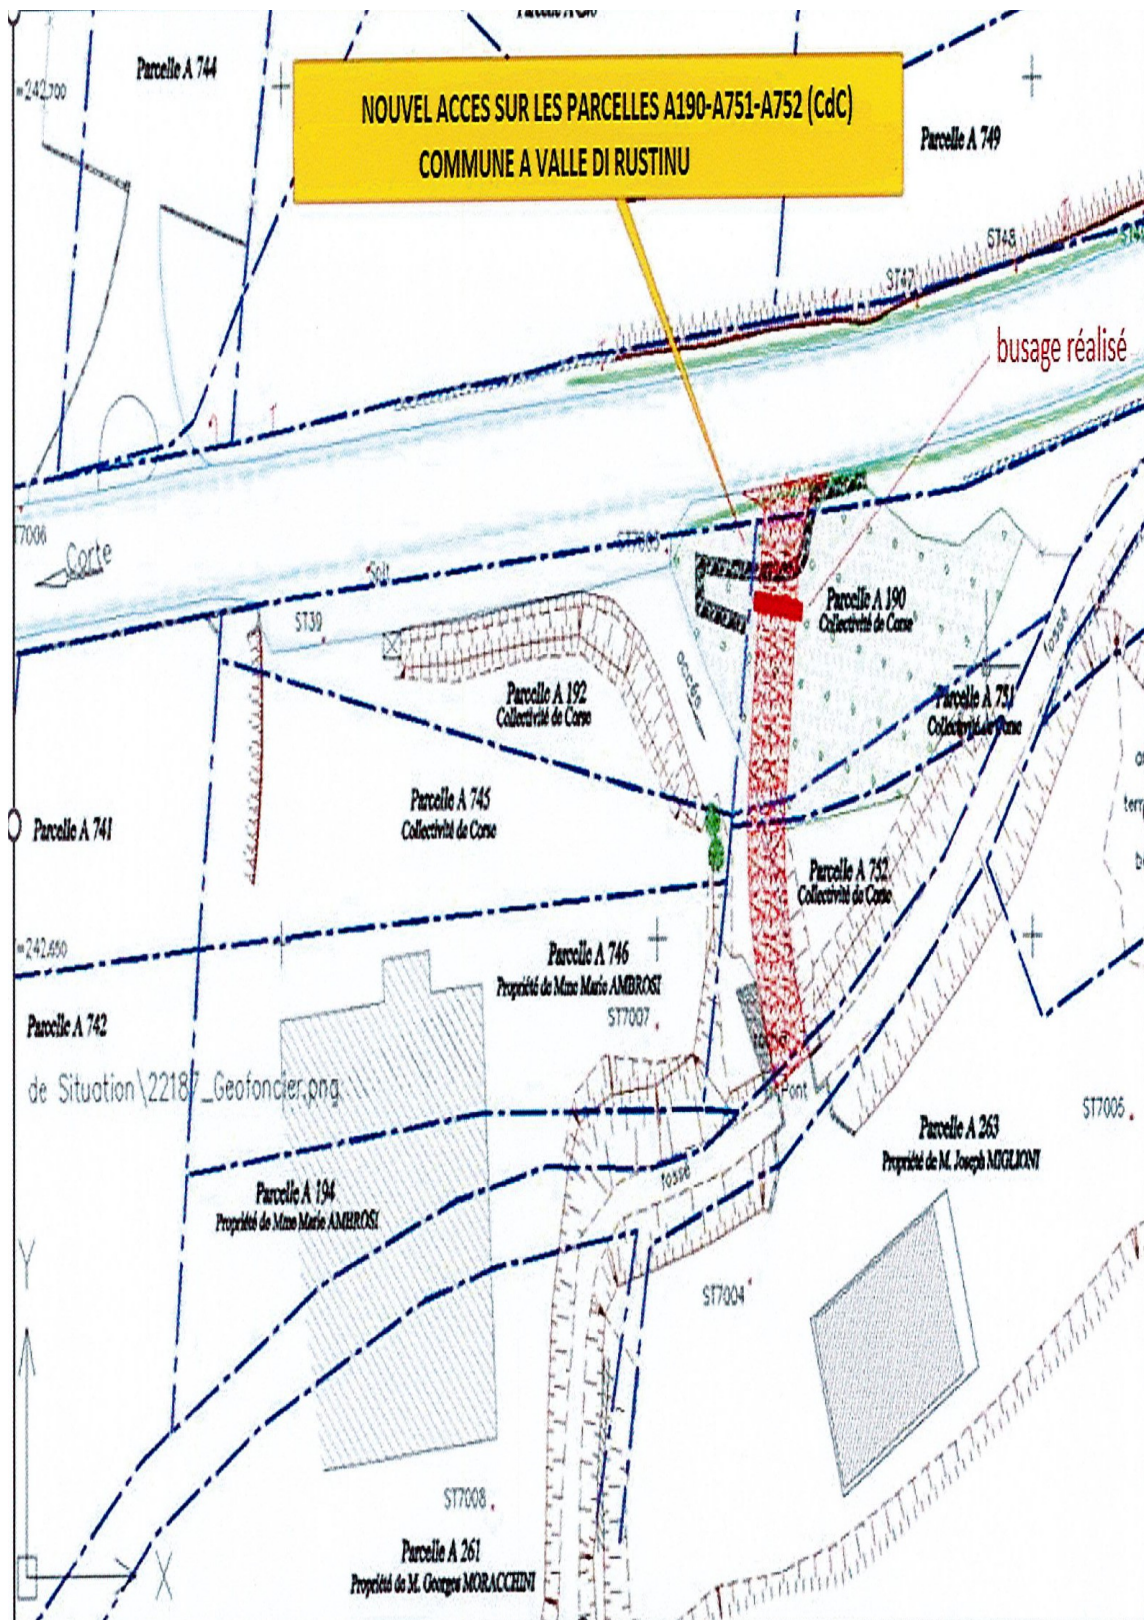 Parcelle A 744
=242.700
NOUVEL ACCES SUR LES PARCELLES A190-A751-A752 (CdC)
COMMUNE A VALLE DI RUSTINU
Parcelle A 749
ST48
ST47
busage réalisé
T7006
Corte
ST39
Parcelle A 190
Collectivité de Corse
accès
fossé
Parcelle A 192
Collectivité de Corse
Parcelle A 751
Collectivité de Corse
Parcelle A 745
Collectivité de Corse
Parcelle A 741
Parcelle A 752
Collectivité de Corse
=242.650
Parcelle A 746
Propriété de Mme Marie AMBROSI
ST7007
Parcelle A 742
de Situation\22187_Geofoncier.png
Pont
ST7005
Parcelle A 263
Propriété de M. Joseph MIGLIONI
fossé
Parcelle A 194
Propriété de Mme Marie AMBROSI
Y
ST7004
ST7008
Parcelle A 261
Propriété de M. Georges MORACCHINI
X